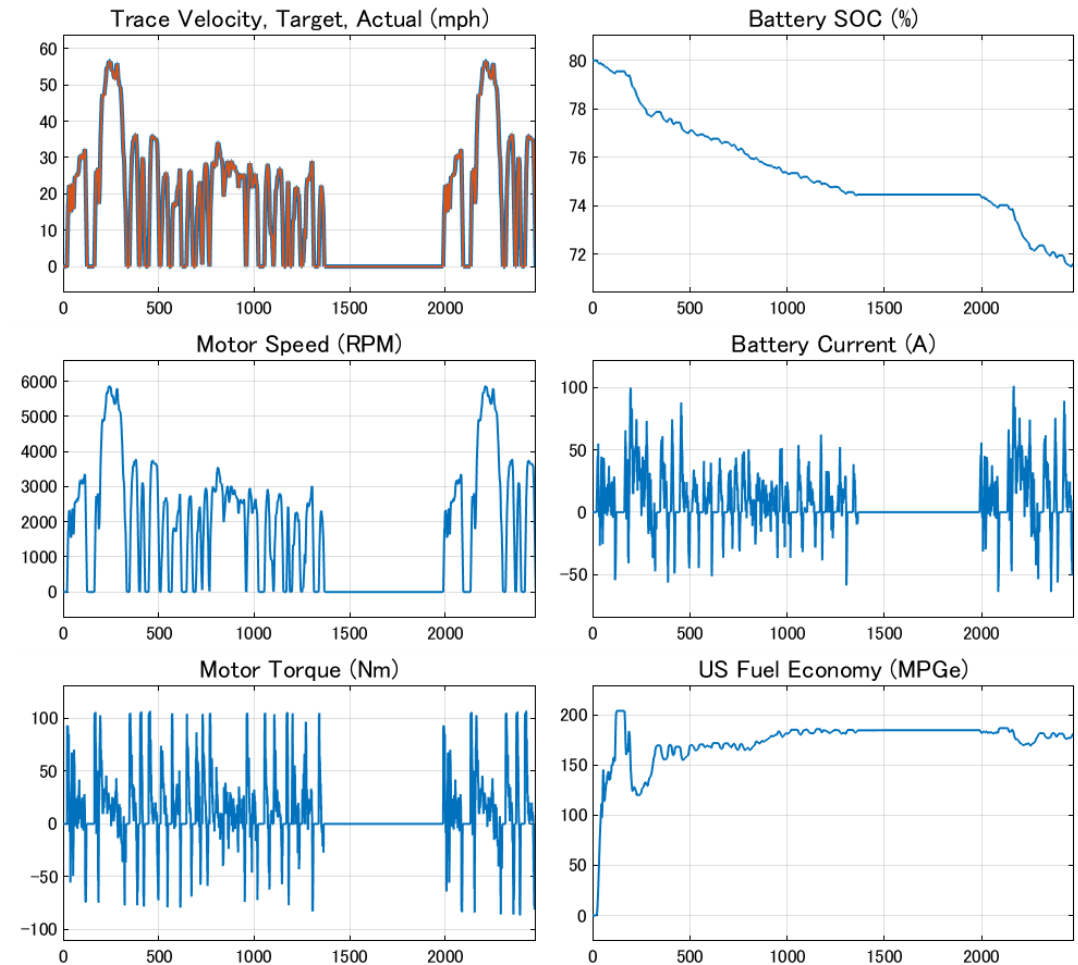 Trace Velocity, Target, Actual (mph)
60
50
40
30
20
10
0
0 500 1000 1500 2000
Battery SOC (%)
80
78
76
74
72
0 500 1000 1500 2000
Motor Speed (RPM)
6000
5000
4000
3000
2000
1000
0
0 500 1000 1500 2000
Battery Current (A)
100
50
0
−50
0 500 1000 1500 2000
Motor Torque (Nm)
100
50
0
−50
−100
0 500 1000 1500 2000
US Fuel Economy (MPGe)
200
150
100
50
0
0 500 1000 1500 2000